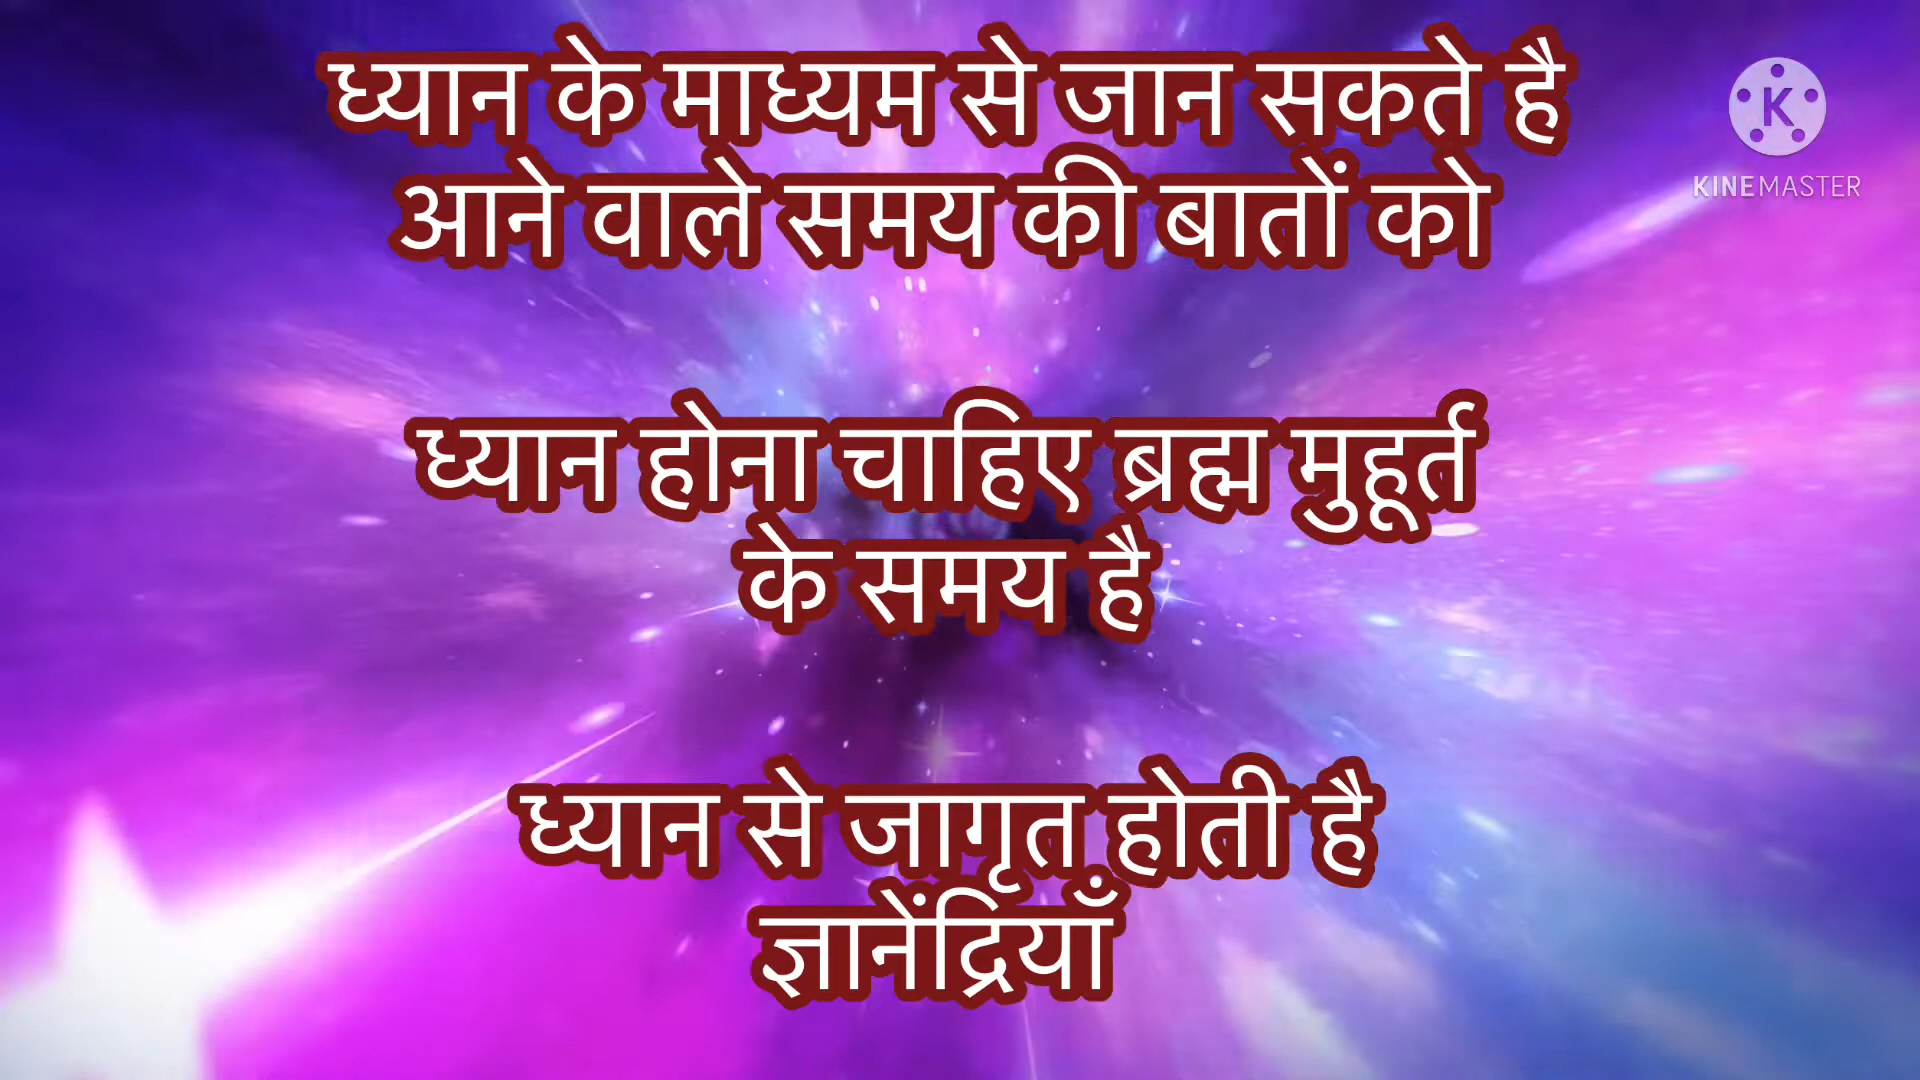 ध्यान के माध्यम से जान सकते है
आने वाले समय की बातों को
K
KINEMASTER
ध्यान होना चाहिए ब्रह्म मुहूर्त
के समय है
ध्यान से जागृत होती है
ज्ञानेंद्रियाँ